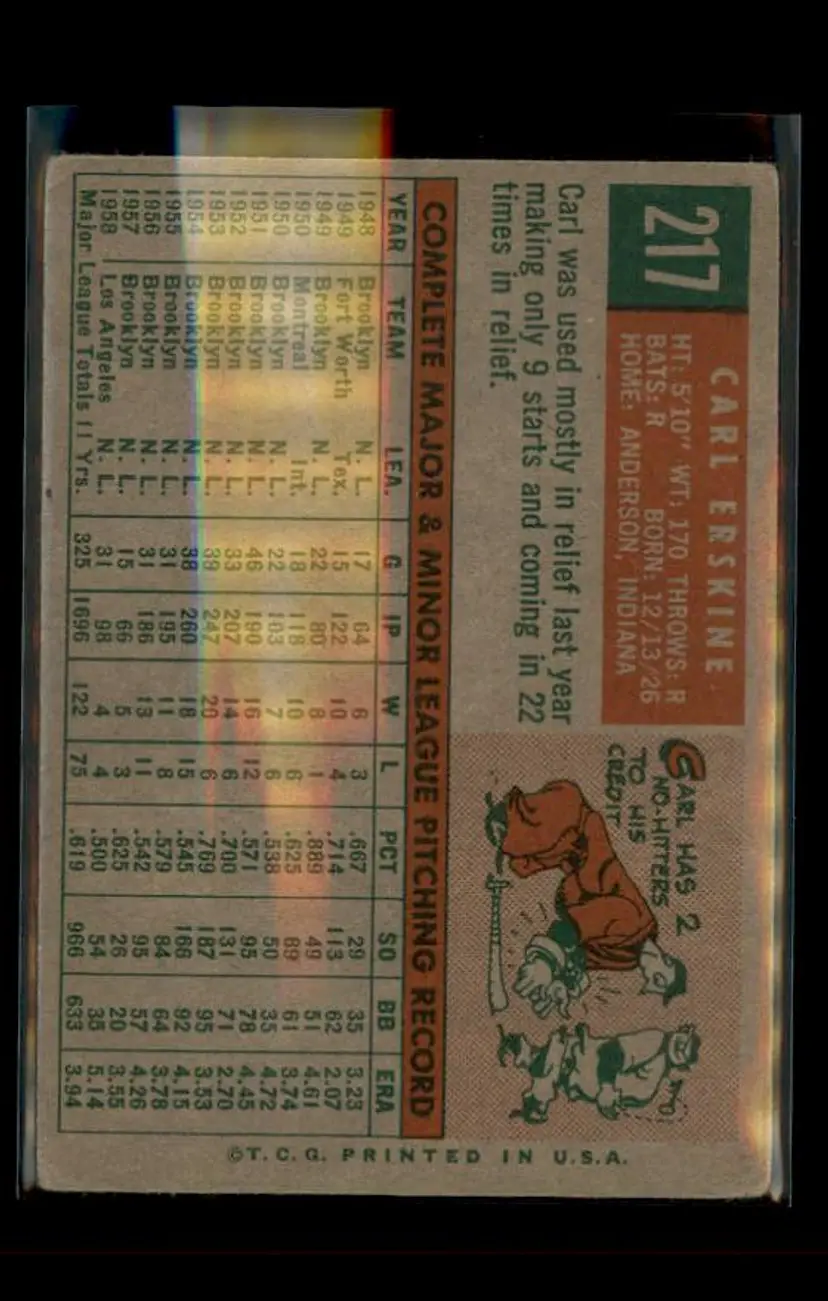 217
CARL ERSKINE
HT: 5'10" WT: 170 THROWS: R
BATS: R BORN: 12/13/26
HOME: ANDERSON, INDIANA
Carl was used mostly in relief last year
making only 9 starts and coming in 22
times in relief.
CARL HAS 2
NO-HITTERS
TO HIS
CREDIT
COMPLETE MAJOR & MINOR LEAGUE PITCHING RECORD
YEAR TEAM LEA. G IP W L PCT SO BB ERA
1948 Brooklyn N. L. 17 64 6 3 .667 29 35 3.23
1949 Fort Worth Tex. 15 122 10 4 .714 113 62 2.07
1949 Brooklyn N. L. 22 80 8 1 .889 49 51 4.61
1950 Montreal Int. 18 118 10 6 .625 89 61 3.74
1950 Brooklyn N. L. 22 103 7 6 .538 50 35 4.72
1951 Brooklyn N. L. 46 190 16 12 .571 95 78 4.45
1952 Brooklyn N. L. 33 207 14 6 .700 131 71 2.70
1953 Brooklyn N. L. 39 247 20 6 .769 187 95 3.53
1954 Brooklyn N. L. 38 260 18 15 .545 166 92 4.15
1955 Brooklyn N. L. 31 195 11 8 .579 84 64 3.78
1956 Brooklyn N. L. 31 186 13 11 .542 95 57 4.26
1957 Brooklyn N. L. 15 66 5 3 .625 26 20 3.55
1958 Los Angeles N. L. 31 98 4 4 .500 54 35 5.14
Major League Totals 11 Yrs. 325 1696 122 75 .619 966 633 3.94
©T. C. G. PRINTED IN U.S.A.